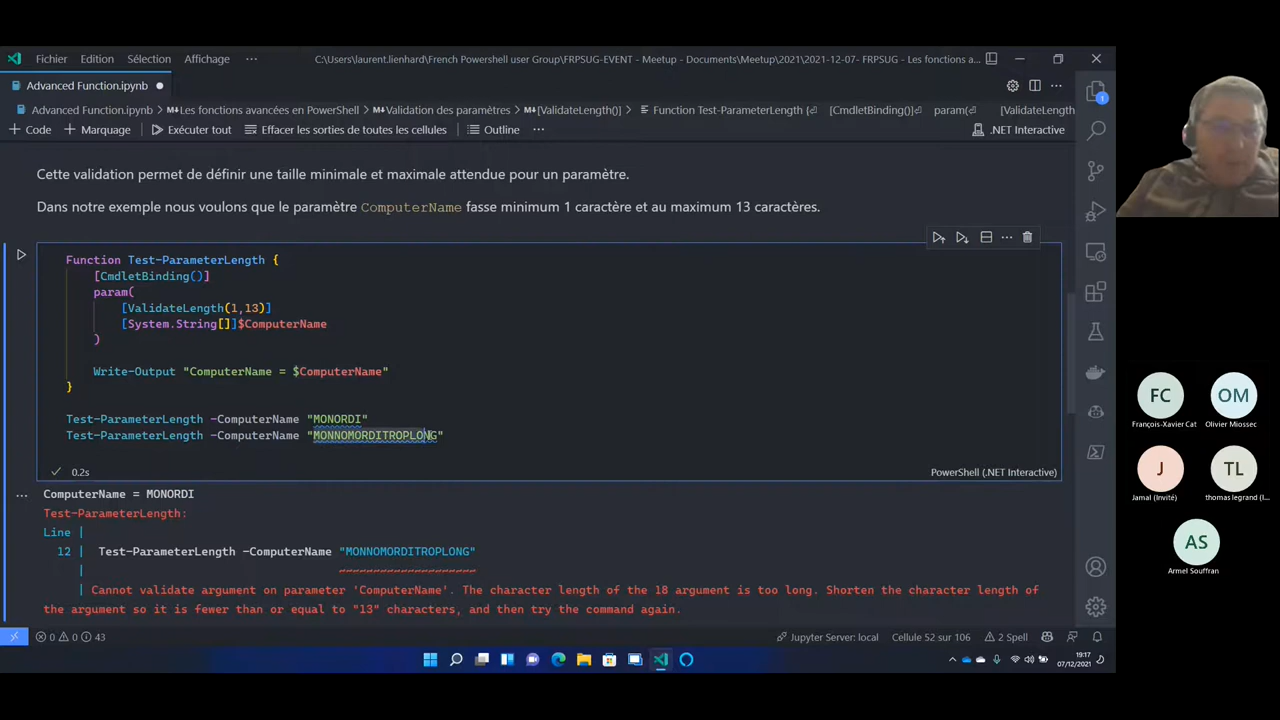 Fichier Edition Sélection Affichage ··· C:\Users\laurent.lienhard\French Powershell user Group\FRPSUG-EVENT - Meetup - Documents\Meetup\2021\2021-12-07- FRPSUG - Les fonctions a...
Advanced Function.ipynb
Advanced Function.ipynb > Les fonctions avancées en PowerShell > Validation des paramètres > [ValidateLength()] > Function Test-ParameterLength { [CmdletBinding()] param( [ValidateLength
+ Code + Marquage Exécuter tout Effacer les sorties de toutes les cellules Outline ··· .NET Interactive
Cette validation permet de définir une taille minimale et maximale attendue pour un paramètre.
Dans notre exemple nous voulons que le paramètre ComputerName fasse minimum 1 caractère et au maximum 13 caractères.
Function Test-ParameterLength {
[CmdletBinding()]
param(
[ValidateLength(1,13)]
[System.String[]]$ComputerName
)
Write-Output "ComputerName = $ComputerName"
}
Test-ParameterLength -ComputerName "MONORDI"
Test-ParameterLength -ComputerName "MONNOMORDITROPLONG"
0.2s PowerShell (.NET Interactive)
ComputerName = MONORDI
Test-ParameterLength:
Line |
12 | Test-ParameterLength -ComputerName "MONNOMORDITROPLONG"
| ~~~~~~~~~~~~~~~~~~~~
| Cannot validate argument on parameter 'ComputerName'. The character length of the 18 argument is too long. Shorten the character length of
the argument so it is fewer than or equal to "13" characters, and then try the command again.
0 0 43 Jupyter Server: local Cellule 52 sur 106 2 Spell
19:17
07/12/2021
1
FC OM
François-Xavier Cat Olivier Miossec
J TL
Jamal (Invité) thomas legrand (I...
AS
Armel Souffran